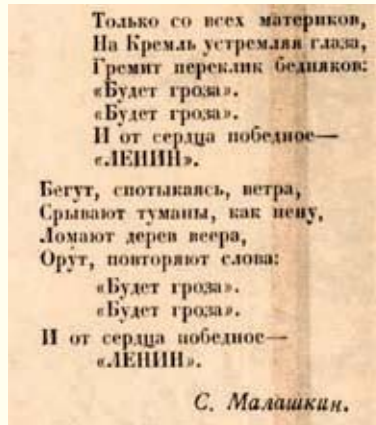 Только со всех материков,
На Кремль устремляя глаза,
Гремит переклик бедняков:
«Будет гроза».
«Будет гроза».
И от сердца победное—
«ЛЕНИН».
Бегут, спотыкаясь, ветра,
Срывают туманы, как пену,
Ломают дерев веера,
Орут, повторяют слова:
«Будет гроза».
«Будет гроза».
И от сердца победное—
«ЛЕНИН».
С. Малашкин.